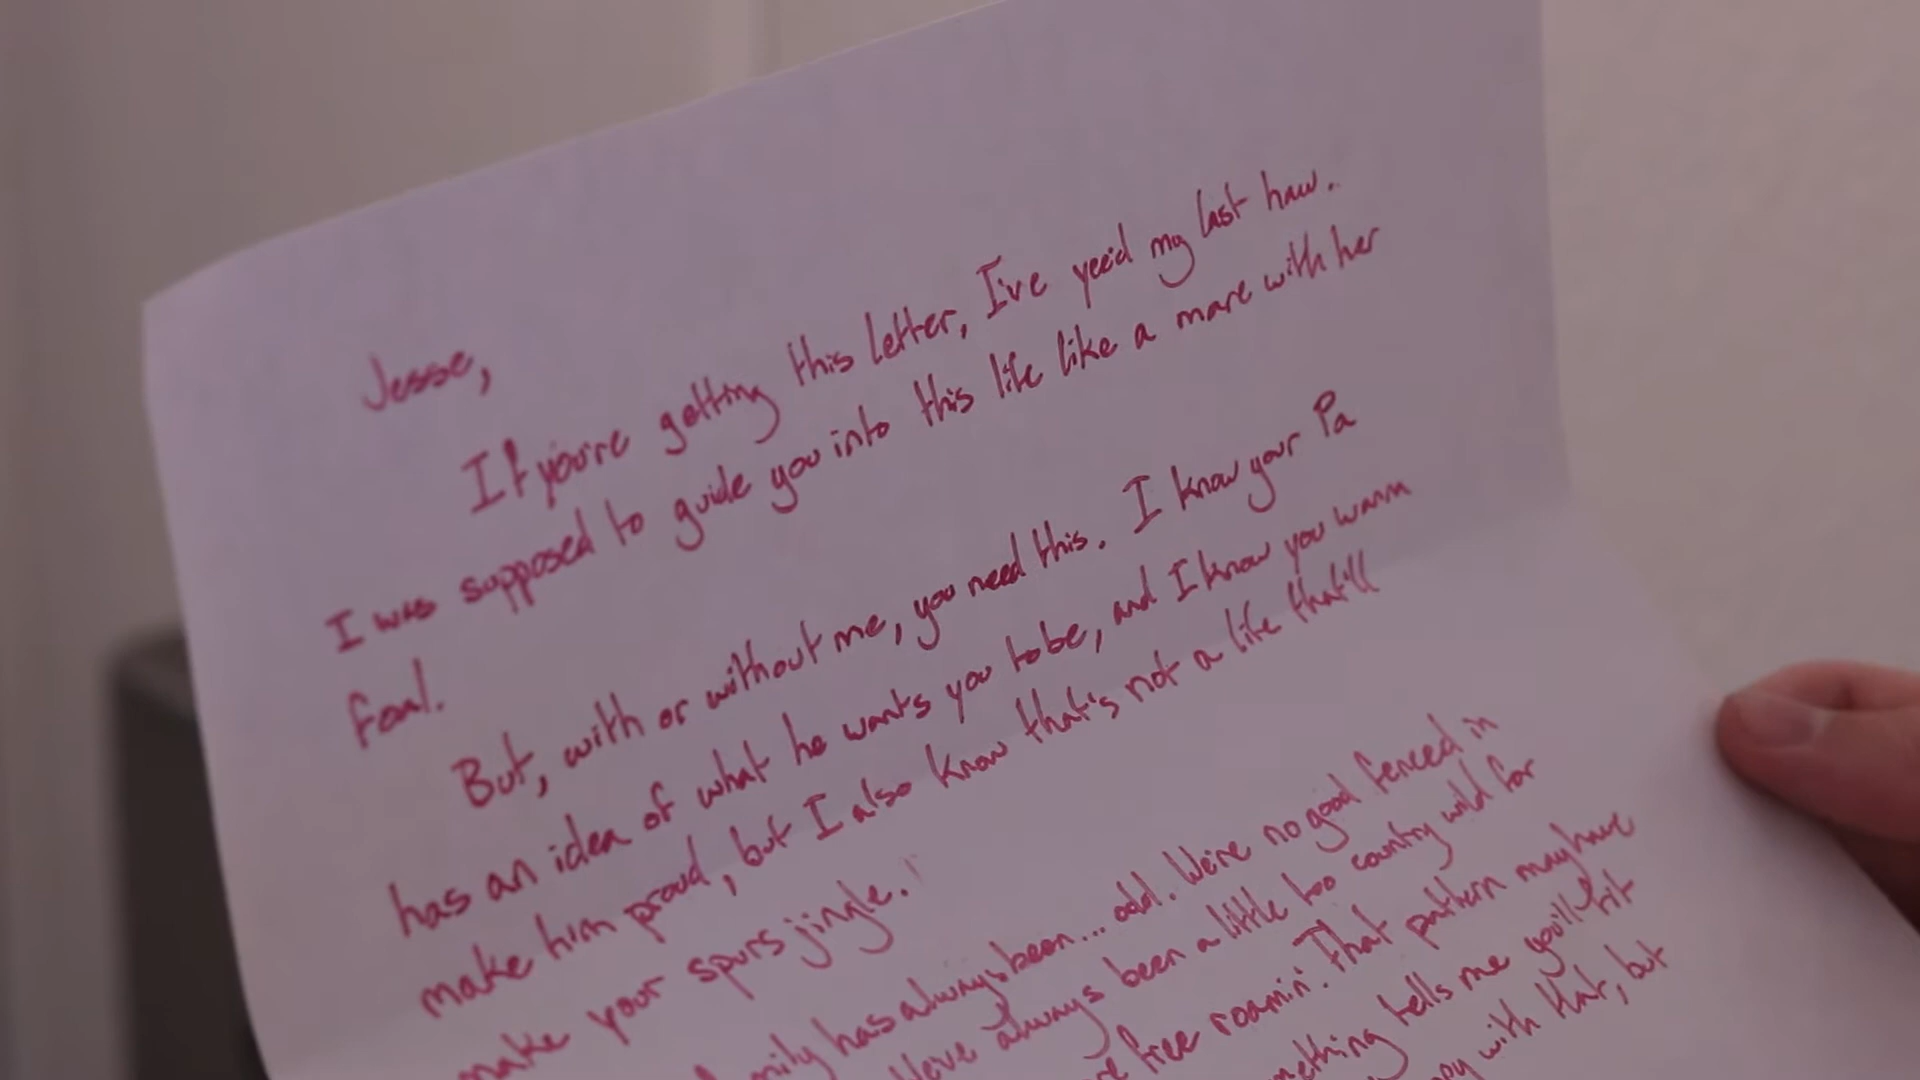 Jesse,
If you're getting this letter, I've yee'd my last haw.
I was supposed to guide you into this life like a mare with her
foal.
But, with or without me, you need this. I know your Pa
has an idea of what he wants you to be, and I know you wanna
make him proud, but I also know that's not a life that'll
make your spurs jingle.
has always been... odd. We're no good fenced in
We've always been a little too country wild for
free roamin'. That pattern may have
tells me you'll fit
with that, but